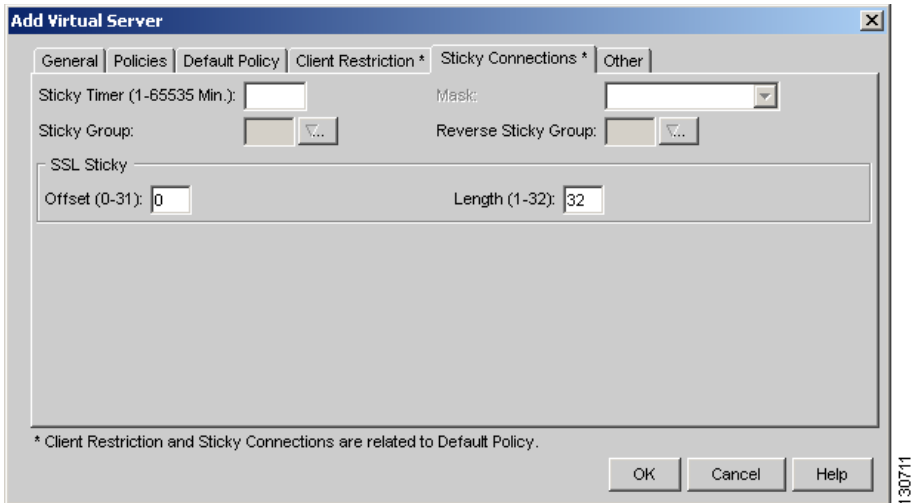 Add Virtual Server
General Policies Default Policy Client Restriction * Sticky Connections * Other
Sticky Timer (1-65535 Min.): Mask:
Sticky Group: ... Reverse Sticky Group: ...
SSL Sticky
Offset (0-31): 0 Length (1-32): 32
* Client Restriction and Sticky Connections are related to Default Policy.
OK Cancel Help
130711